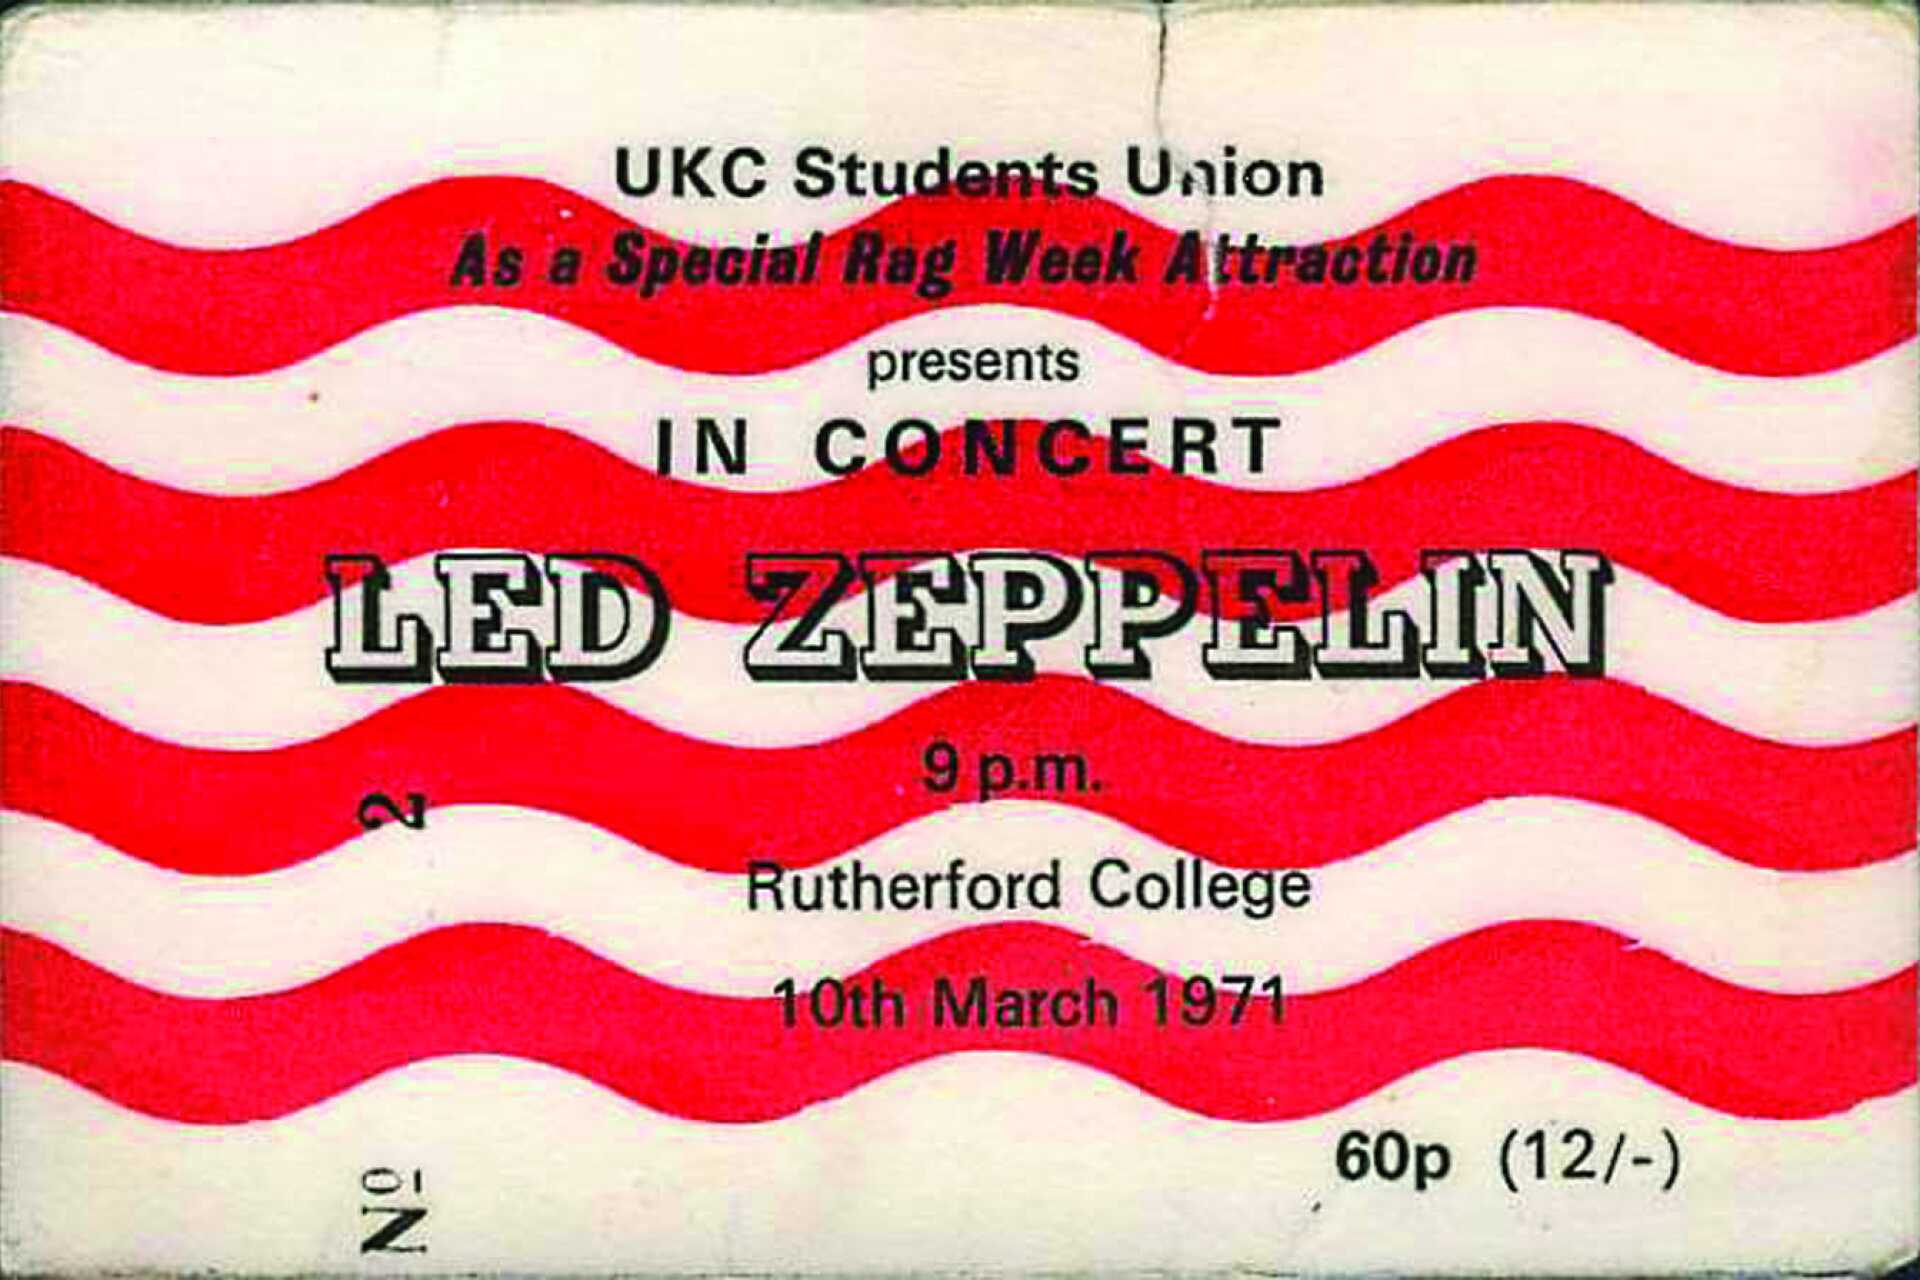 UKC Students Union
As a Special Rag Week Attraction
presents
IN CONCERT
LED ZEPPELIN
9 p.m.
Rutherford College
10th March 1971
60p (12/-)
Nº 2